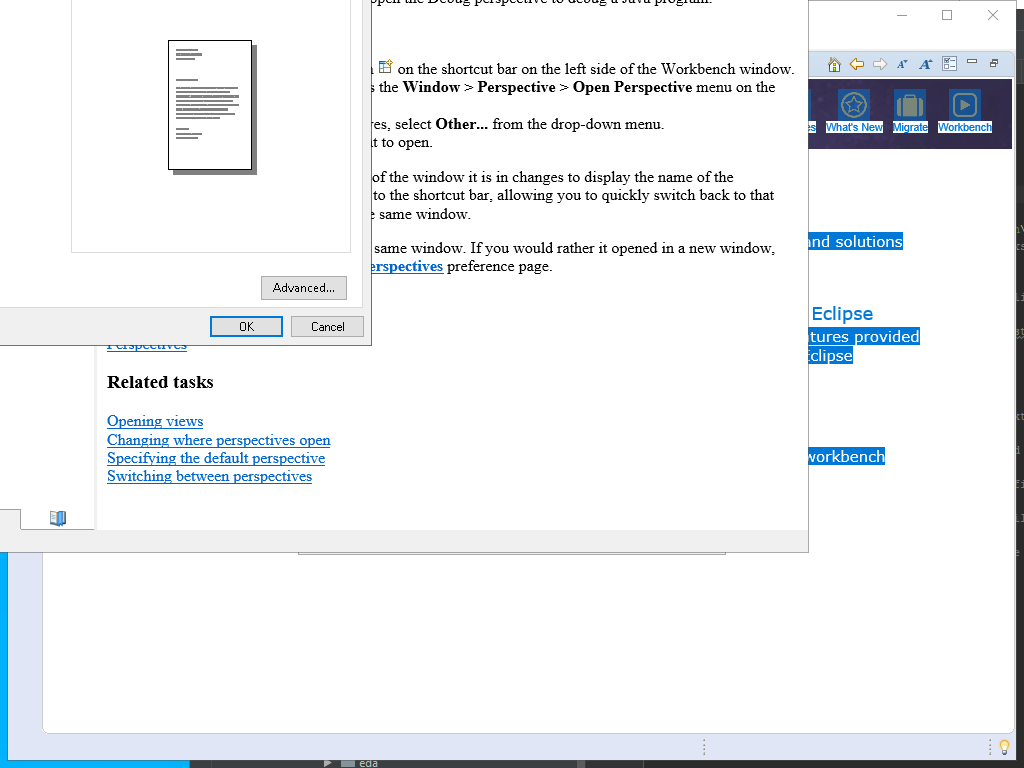 open the Debug perspective to debug a Java program.
on the shortcut bar on the left side of the Workbench window.
s the Window > Perspective > Open Perspective menu on the
select Other... from the drop-down menu.
to open.
of the window it is in changes to display the name of the
to the shortcut bar, allowing you to quickly switch back to that
same window.
same window. If you would rather it opened in a new window,
erspectives preference page.
Advanced...
OK
Cancel
Perspectives
Related tasks
Opening views
Changing where perspectives open
Specifying the default perspective
Switching between perspectives
What's New
Migrate
Workbench
and solutions
Eclipse
tures provided
Eclipse
workbench
eda